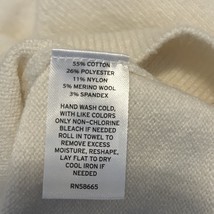 55% COTTON
26% POLYESTER
11% NYLON
5% MERINO WOOL
3% SPANDEX
HAND WASH COLD,
WITH LIKE COLORS
ONLY NON-CHLORINE
BLEACH IF NEEDED
ROLL IN TOWEL TO
REMOVE EXCESS
MOISTURE, RESHAPE,
LAY FLAT TO DRY
COOL IRON IF
NEEDED
RN58665